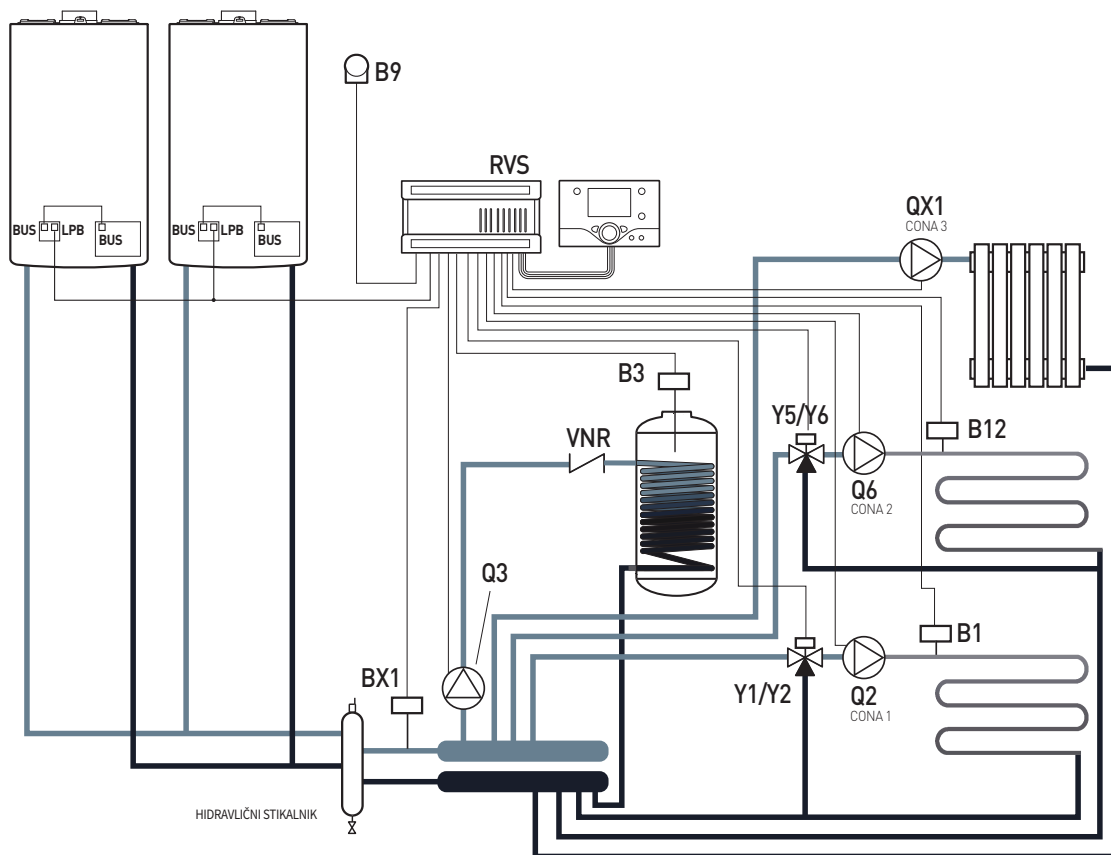 B9
RVS
QX1
CONA 3
BUS
LPB
BUS
BUS
LPB
BUS
B3
Y5/Y6
B12
VNR
Q6
CONA 2
Q3
B1
BX1
Y1/Y2
Q2
CONA 1
HIDRAVLIČNI STIKALNIK